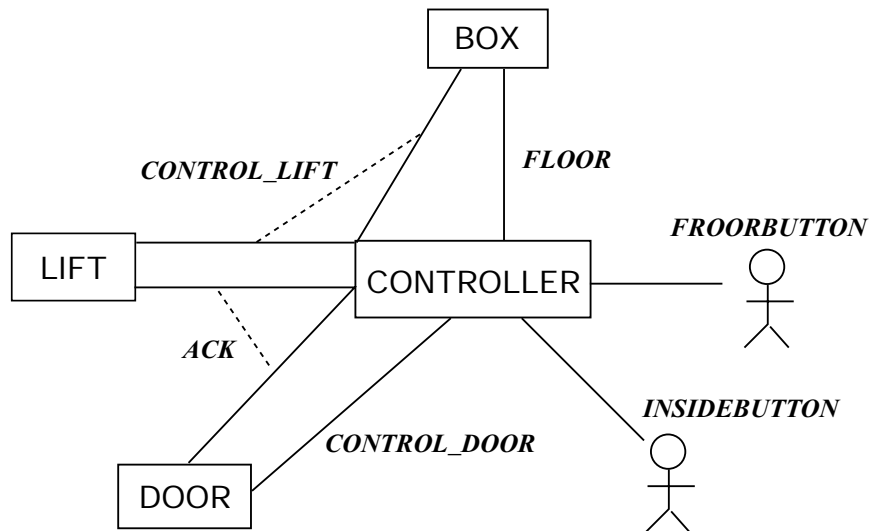 BOX
CONTROL_LIFT
FLOOR
FROORBUTTON
LIFT
CONTROLLER
ACK
INSIDEBUTTON
CONTROL_DOOR
DOOR